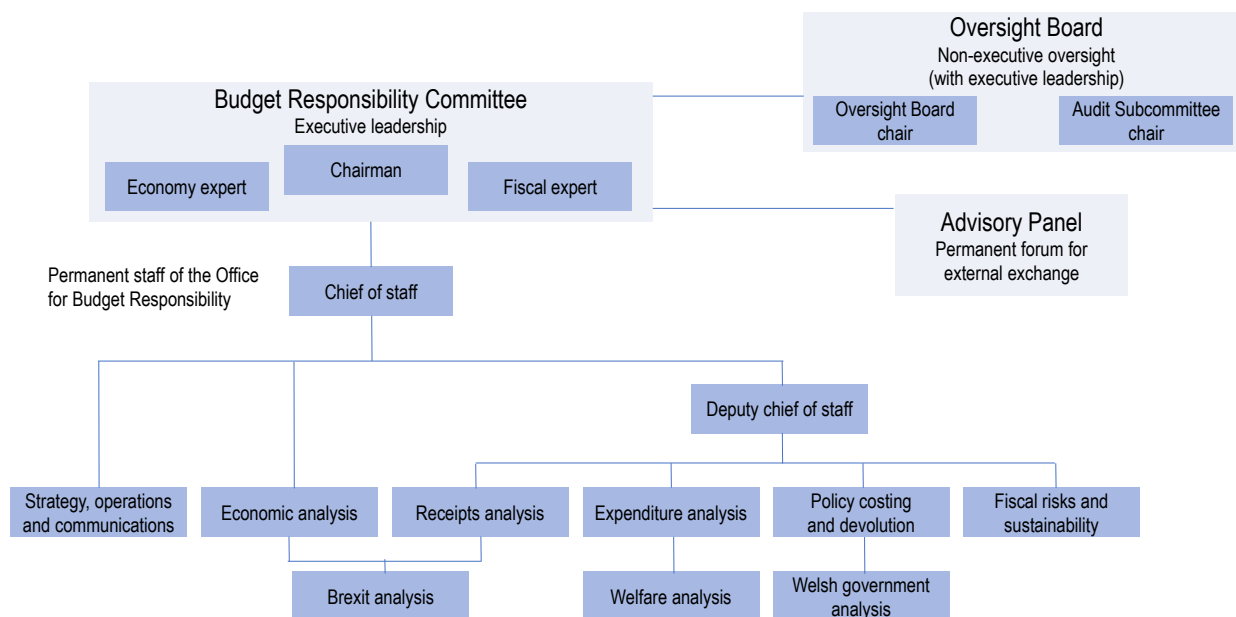 Oversight Board
Non-executive oversight
(with executive leadership)
Oversight Board
chair
Audit Subcommittee
chair
Budget Responsibility Committee
Executive leadership
Economy expert
Chairman
Fiscal expert
Advisory Panel
Permanent forum for
external exchange
Permanent staff of the Office
for Budget Responsibility
Chief of staff
Deputy chief of staff
Strategy, operations
and communications
Economic analysis
Receipts analysis
Expenditure analysis
Policy costing
and devolution
Fiscal risks and
sustainability
Brexit analysis
Welfare analysis
Welsh government
analysis